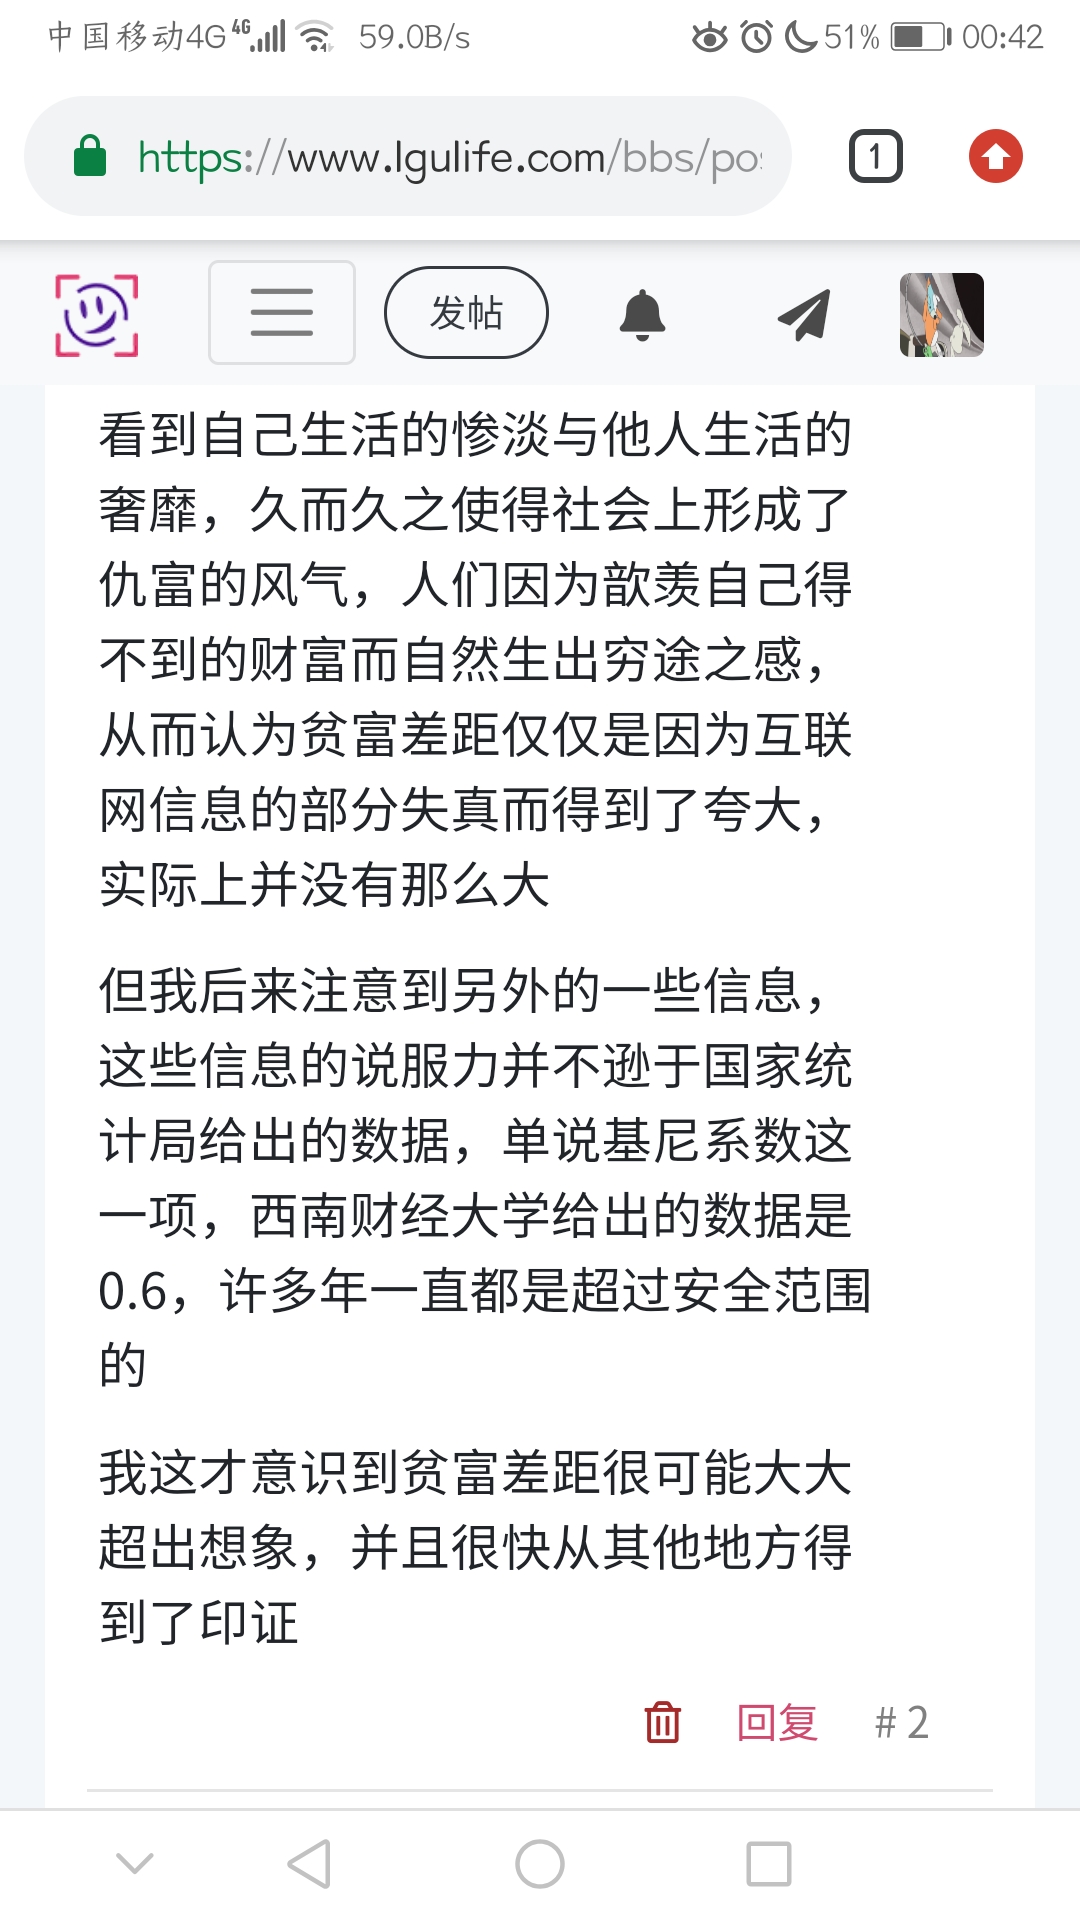 中国移动4G 4G 59.0B/s 51% 00:42
https://www.lgulife.com/bbs/po
1
发帖
看到自己生活的惨淡与他人生活的
奢靡，久而久之使得社会上形成了
仇富的风气，人们因为歆羡自己得
不到的财富而自然生出穷途之感，
从而认为贫富差距仅仅是因为互联
网信息的部分失真而得到了夸大，
实际上并没有那么大
但我后来注意到另外的一些信息，
这些信息的说服力并不逊于国家统
计局给出的数据，单说基尼系数这
一项，西南财经大学给出的数据是
0.6，许多年一直都是超过安全范围
的
我这才意识到贫富差距很可能大大
超出想象，并且很快从其他地方得
到了印证
回复 # 2